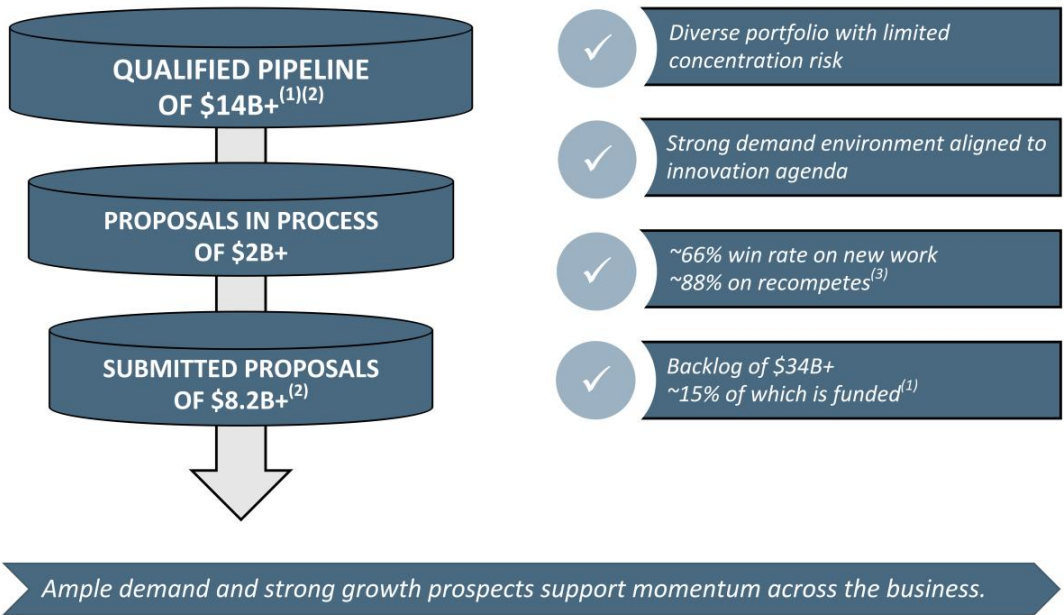 QUALIFIED PIPELINE
OF $14B+(1)(2)
PROPOSALS IN PROCESS
OF $2B+
SUBMITTED PROPOSALS
OF $8.2B+(2)
Diverse portfolio with limited
concentration risk
Strong demand environment aligned to
innovation agenda
~66% win rate on new work
~88% on recompetes(3)
Backlog of $34B+
~15% of which is funded(1)
Ample demand and strong growth prospects support momentum across the business.